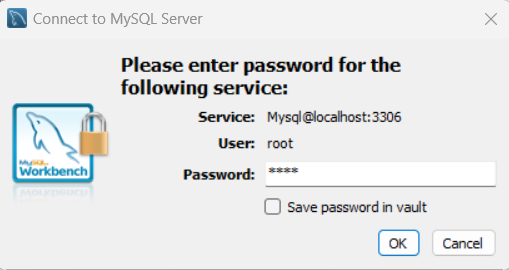 Connect to MySQL Server
Please enter password for the
following service:
Service: Mysql@localhost:3306
User: root
Password: ****
Save password in vault
OK Cancel
MySQL
Workbench